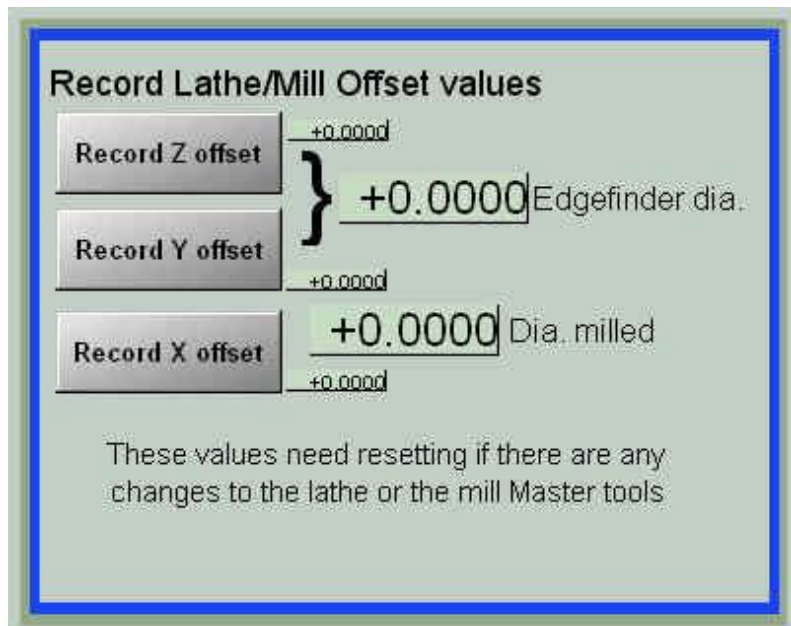 Record Lathe/Mill Offset values
Record Z offset
+0.0000
} +0.0000 Edgefinder dia.
Record Y offset
+0.0000
+0.0000 Dia. milled
Record X offset
+0.0000
These values need resetting if there are any
changes to the lathe or the mill Master tools